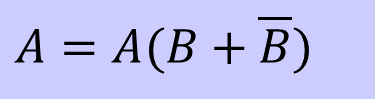 A = A(B + B̅)